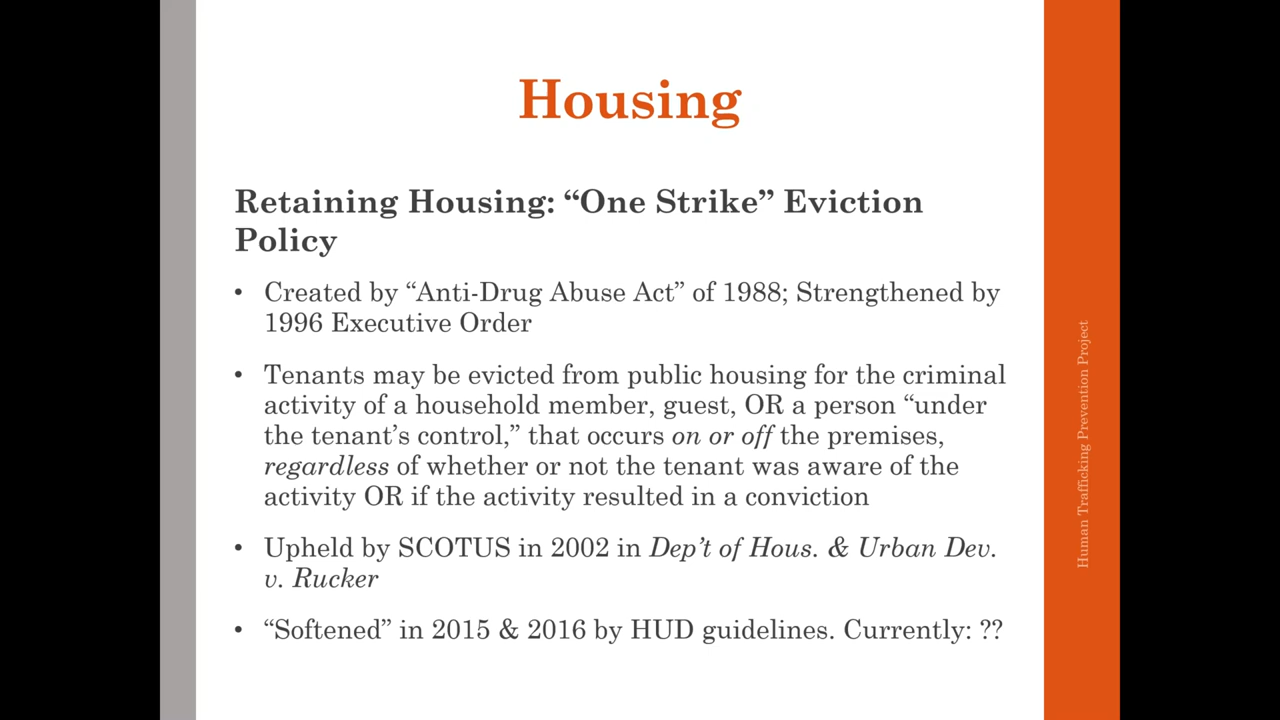 Housing
Retaining Housing: “One Strike” Eviction
Policy
• Created by “Anti-Drug Abuse Act” of 1988; Strengthened by
1996 Executive Order
• Tenants may be evicted from public housing for the criminal
activity of a household member, guest, OR a person “under
the tenant’s control,” that occurs on or off the premises,
regardless of whether or not the tenant was aware of the
activity OR if the activity resulted in a conviction
• Upheld by SCOTUS in 2002 in Dep’t of Hous. & Urban Dev.
v. Rucker
• “Softened” in 2015 & 2016 by HUD guidelines. Currently: ??
Human Trafficking Prevention Project